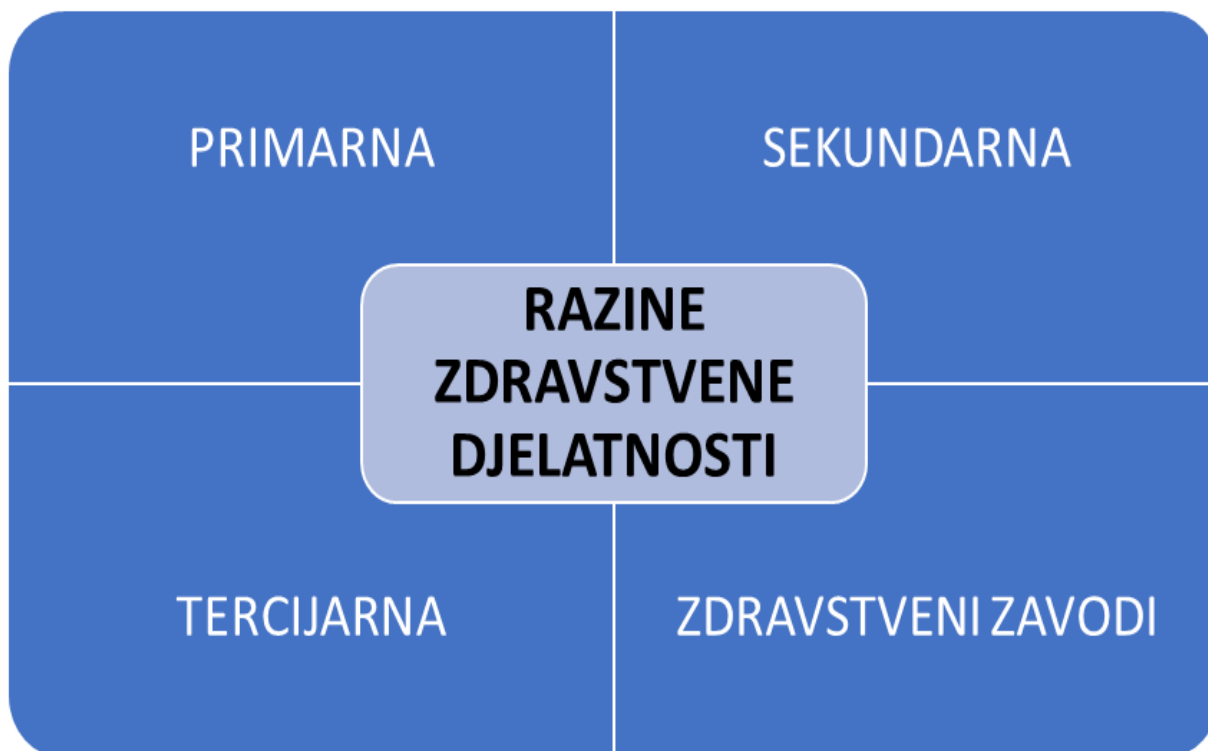 PRIMARNA
SEKUNDARNA
RAZINE
ZDRAVSTVENE
DJELATNOSTI
TERCIJARNA
ZDRAVSTVENI ZAVODI